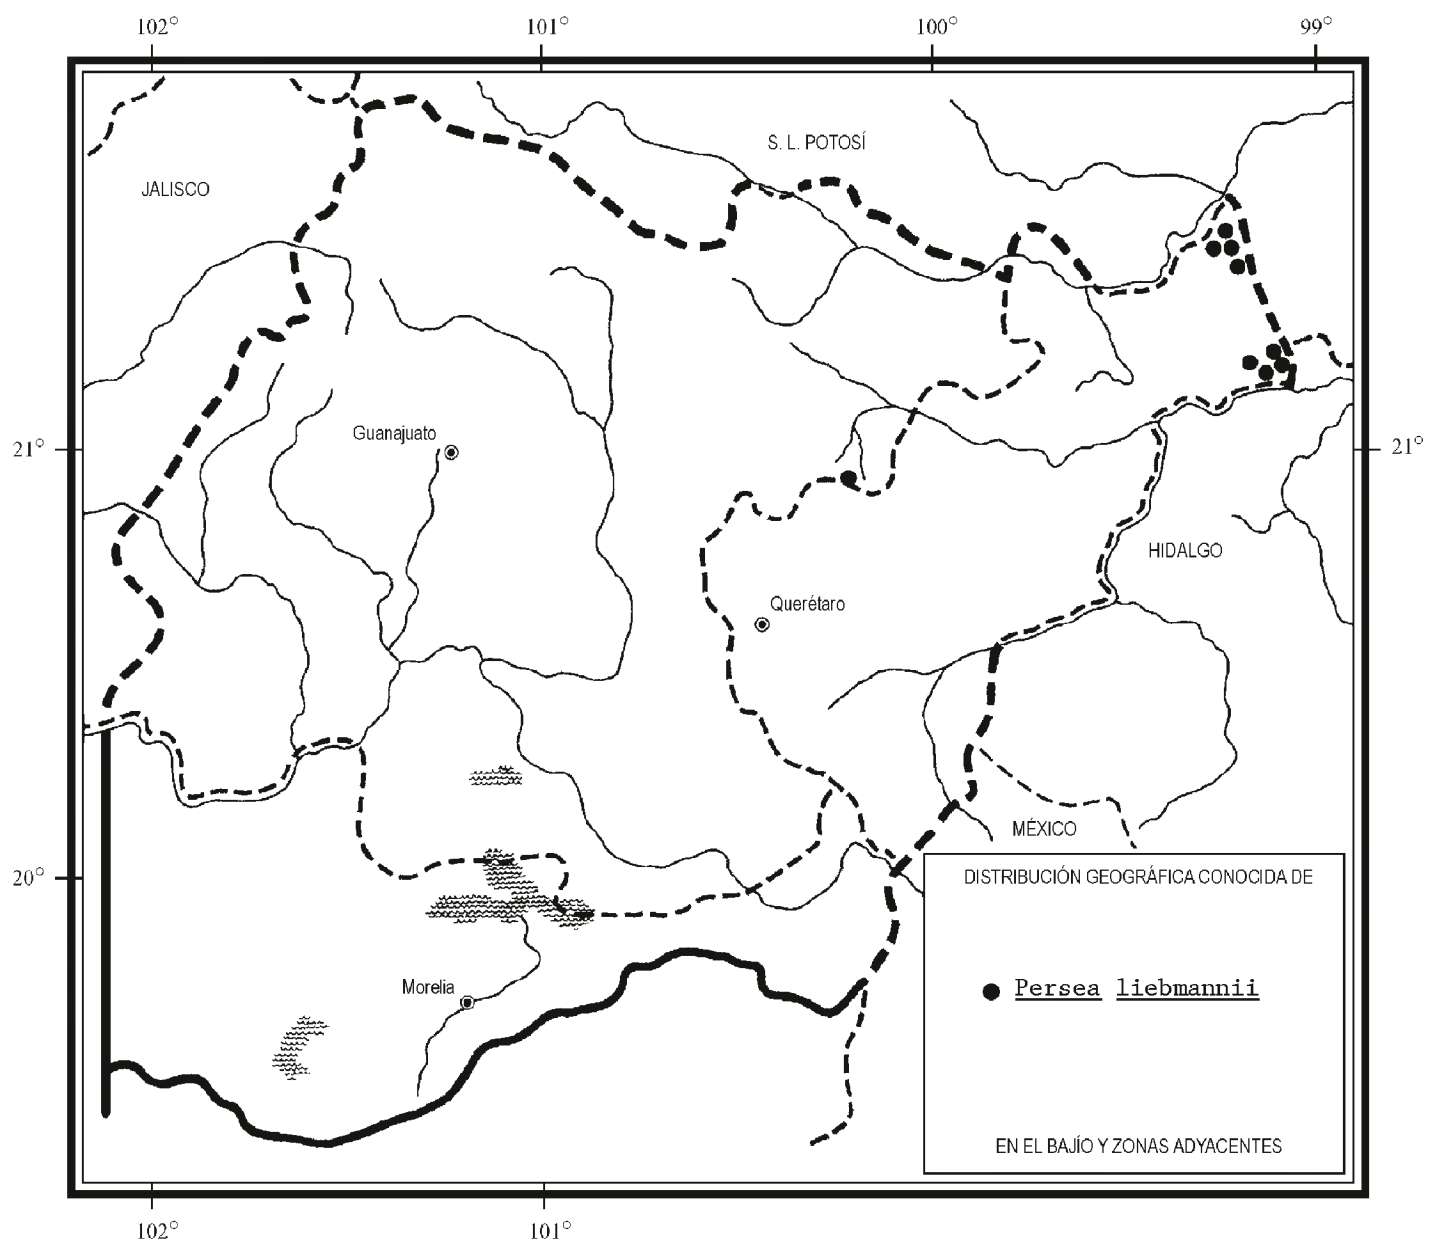 102° 101° 100° 99°
S. L. POTOSÍ
JALISCO
Guanajuato
21° 21°
HIDALGO
Querétaro
MÉXICO
20°
DISTRIBUCIÓN GEOGRÁFICA CONOCIDA DE
Morelia
Persea liebmannii
EN EL BAJÍO Y ZONAS ADYACENTES
102° 101°